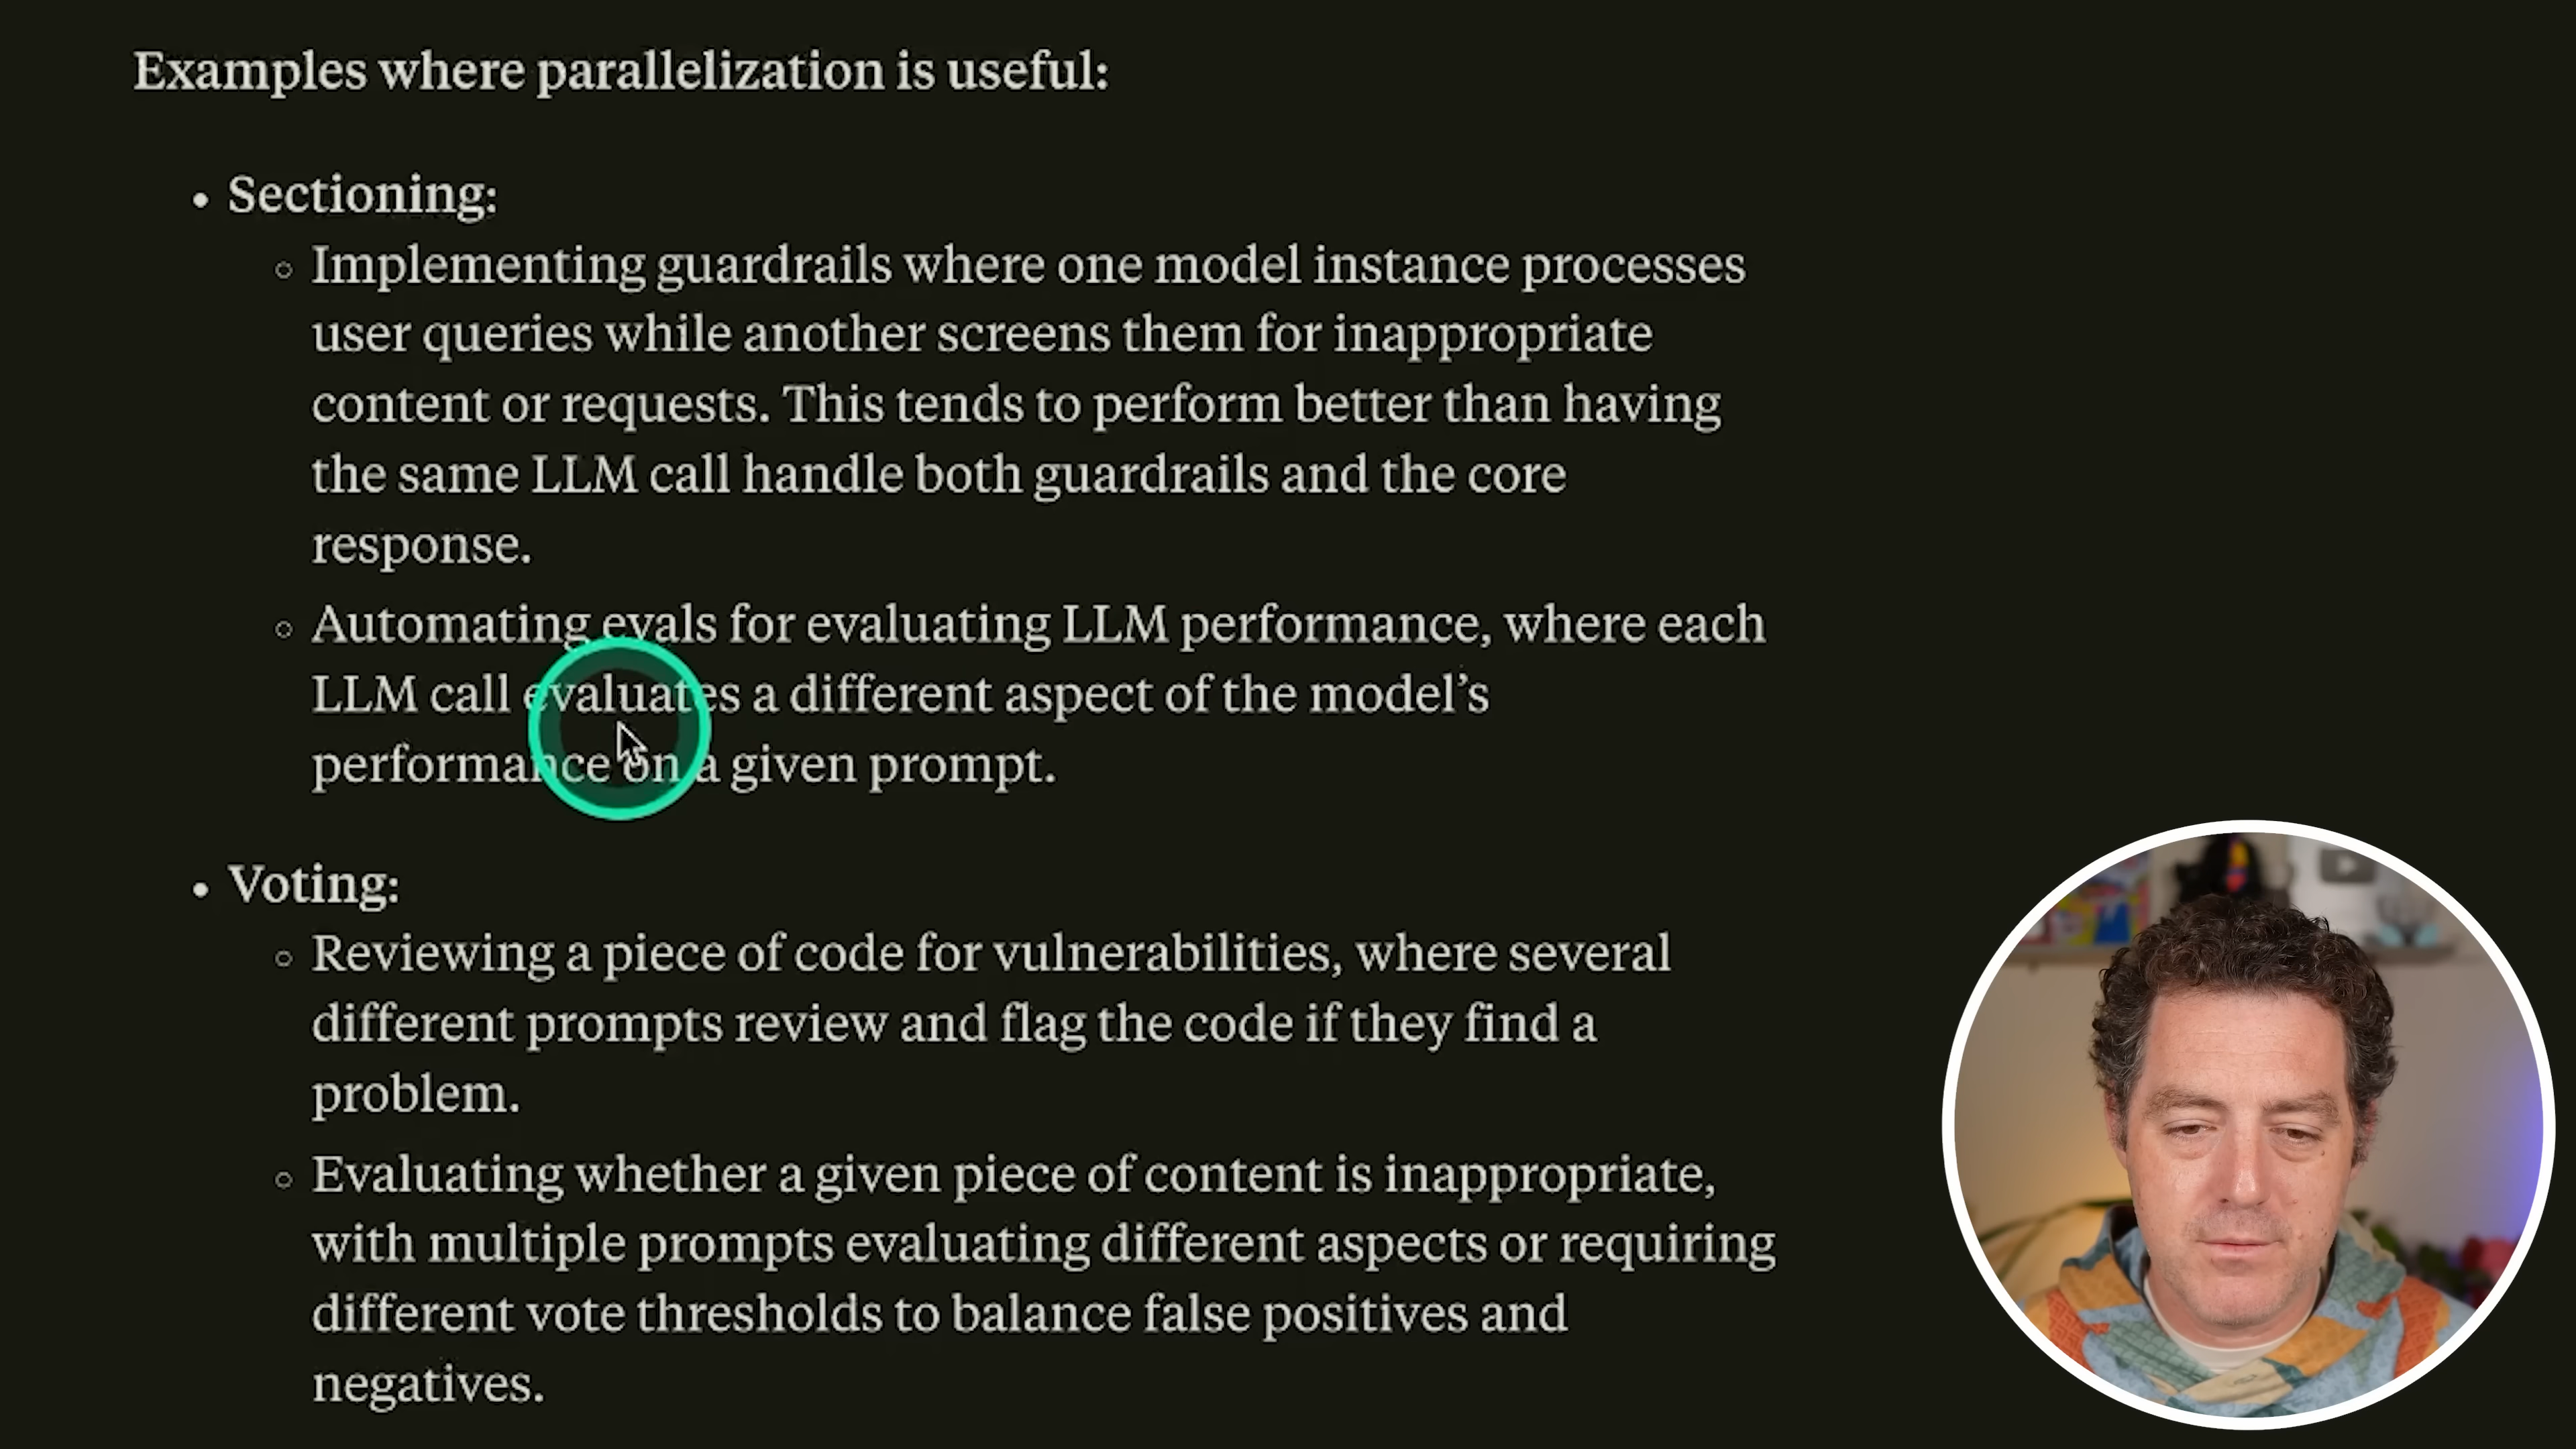 Examples where parallelization is useful:
• Sectioning:
○ Implementing guardrails where one model instance processes
user queries while another screens them for inappropriate
content or requests. This tends to perform better than having
the same LLM call handle both guardrails and the core
response.
○ Automating evals for evaluating LLM performance, where each
LLM call evaluates a different aspect of the model’s
performance on a given prompt.
• Voting:
○ Reviewing a piece of code for vulnerabilities, where several
different prompts review and flag the code if they find a
problem.
○ Evaluating whether a given piece of content is inappropriate,
with multiple prompts evaluating different aspects or requiring
different vote thresholds to balance false positives and
negatives.